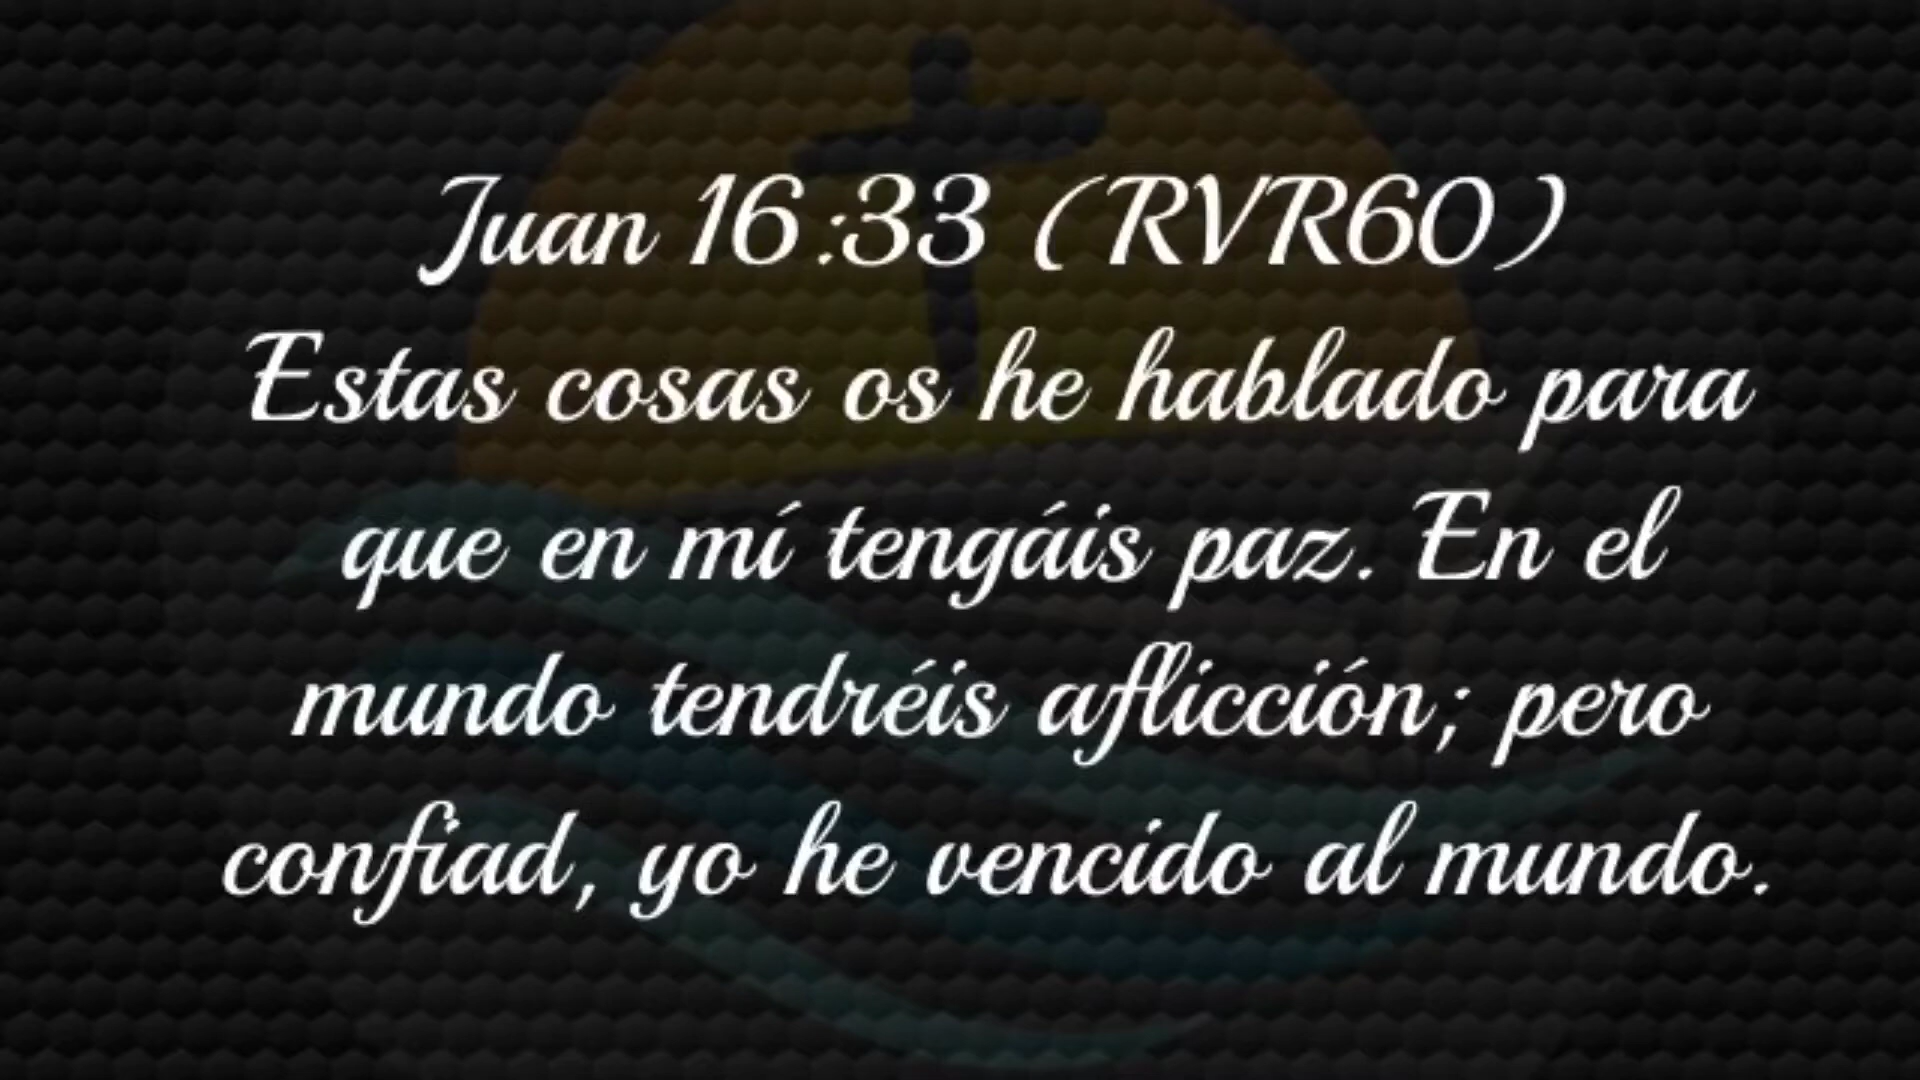 Juan 16:33 (RVR60)
Estas cosas os he hablado para
que en mí tengáis paz. En el
mundo tendréis aflicción; pero
confiad, yo he vencido al mundo.